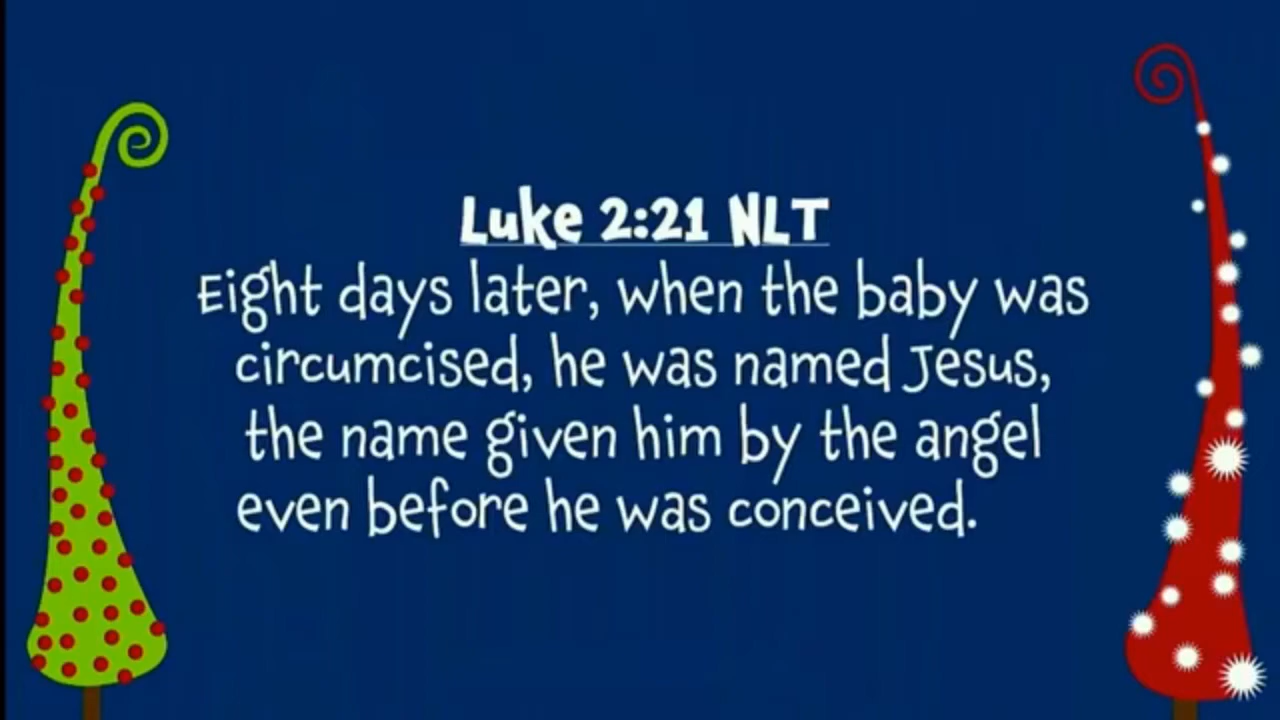 Luke 2:21 NLT
Eight days later, when the baby was
circumcised, he was named Jesus,
the name given him by the angel
even before he was conceived.